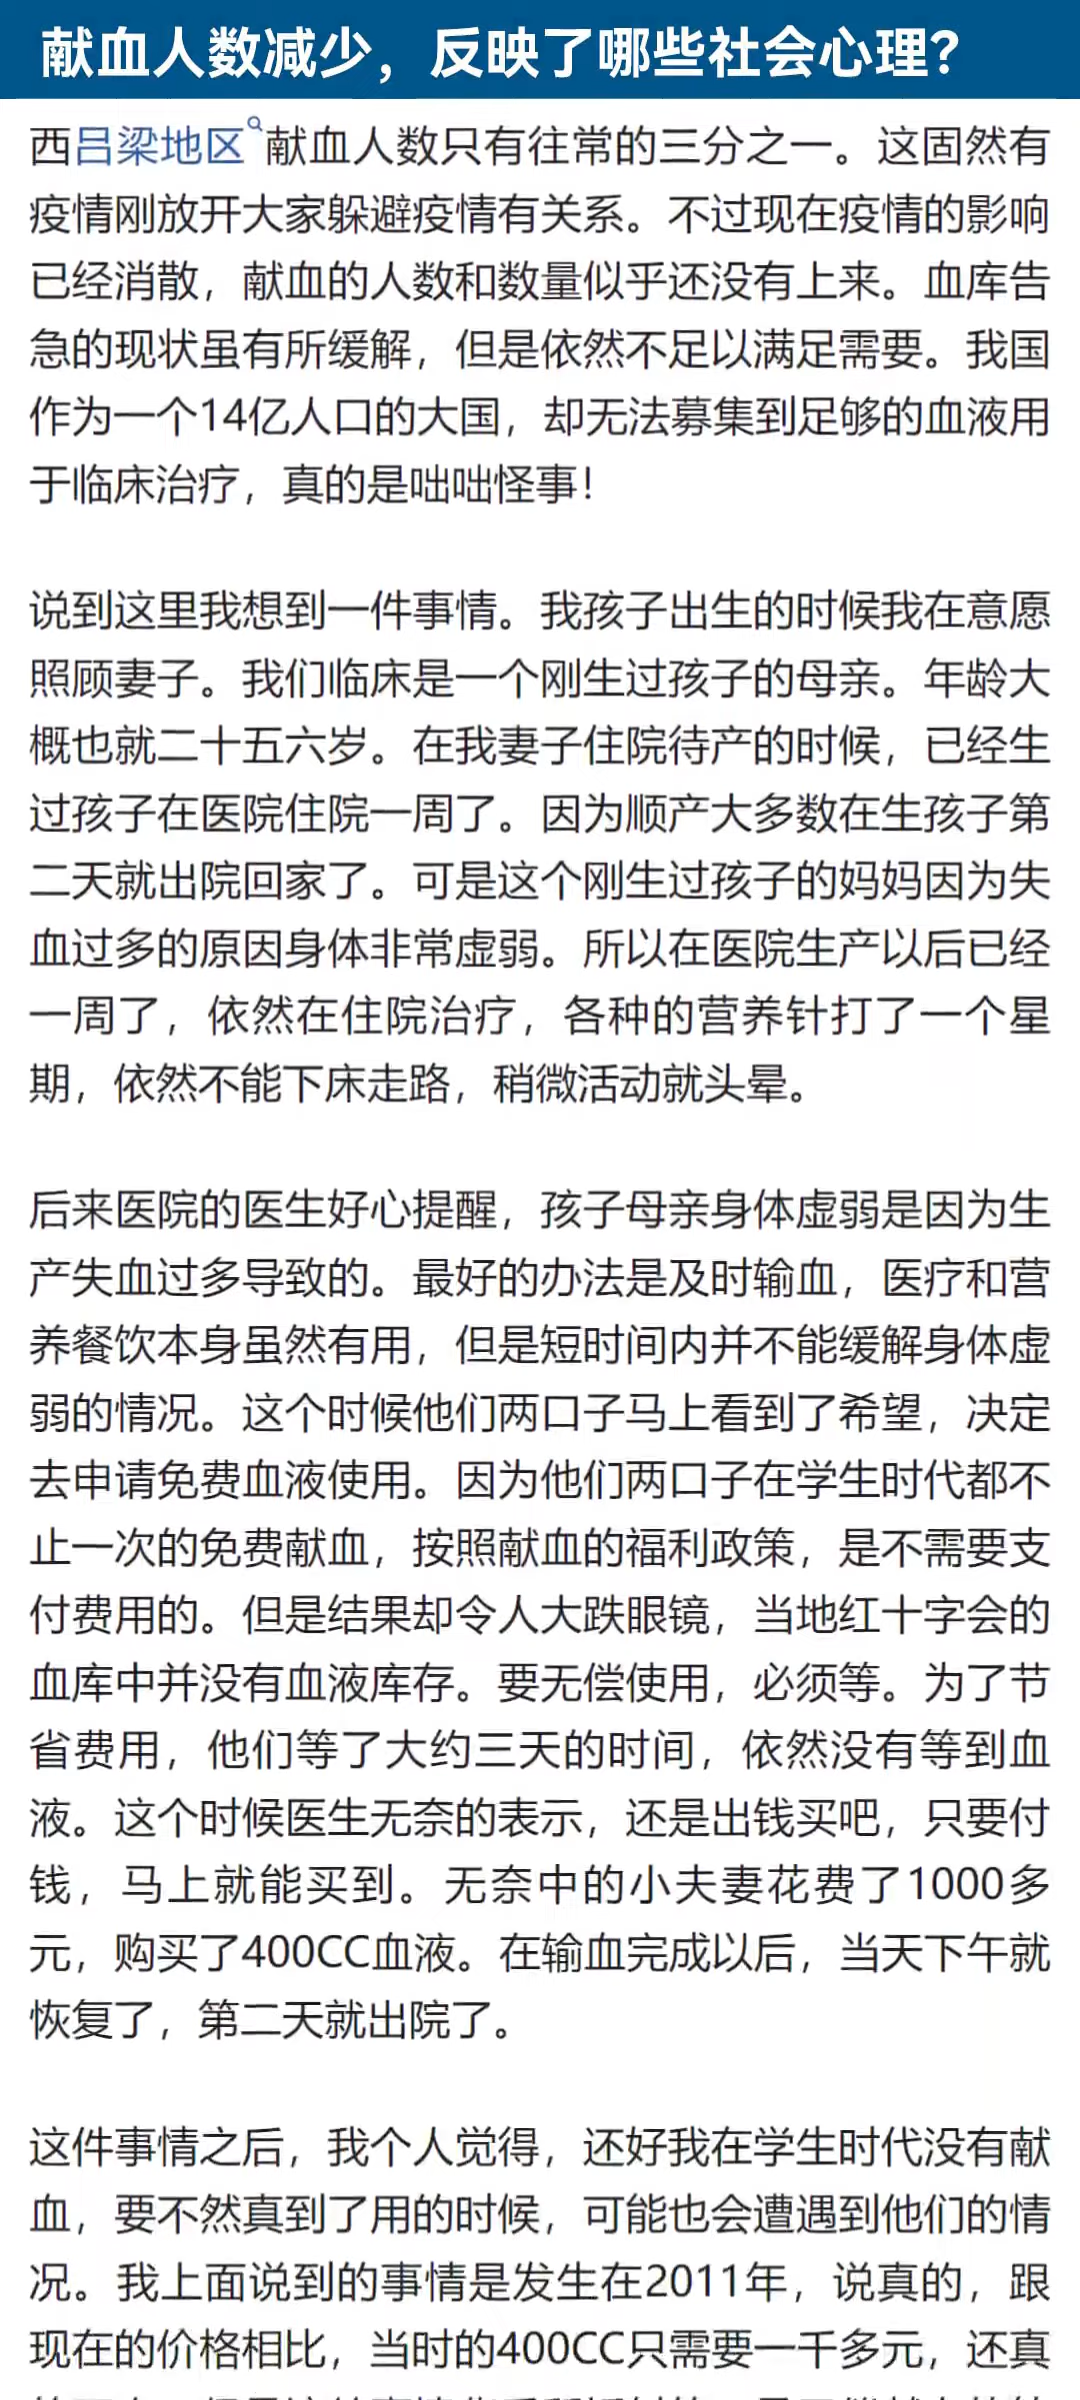 献血人数减少，反映了哪些社会心理？
西吕梁地区献血人数只有往常的三分之一。这固然有
疫情刚放开大家躲避疫情有关系。不过现在疫情的影响
已经消散，献血的人数和数量似乎还没有上来。血库告
急的现状虽有所缓解，但是依然不足以满足需要。我国
作为一个14亿人口的大国，却无法募集到足够的血液用
于临床治疗，真的是咄咄怪事！
说到这里我想到一件事情。我孩子出生的时候我在意愿
照顾妻子。我们临床是一个刚生过孩子的母亲。年龄大
概也就二十五六岁。在我妻子住院待产的时候，已经生
过孩子在医院住院一周了。因为顺产大多数在生孩子第
二天就出院回家了。可是这个刚生过孩子的妈妈因为失
血过多的原因身体非常虚弱。所以在医院生产以后已经
一周了，依然在住院治疗，各种的营养针打了一个星
期，依然不能下床走路，稍微活动就头晕。
后来医院的医生好心提醒，孩子母亲身体虚弱是因为生
产失血过多导致的。最好的办法是及时输血，医疗和营
养餐饮本身虽然有用，但是短时间内并不能缓解身体虚
弱的情况。这个时候他们两口子马上看到了希望，决定
去申请免费血液使用。因为他们两口子在学生时代都不
止一次的免费献血，按照献血的福利政策，是不需要支
付费用的。但是结果却令人大跌眼镜，当地红十字会的
血库中并没有血液库存。要无偿使用，必须等。为了节
省费用，他们等了大约三天的时间，依然没有等到血
液。这个时候医生无奈的表示，还是出钱买吧，只要付
钱，马上就能买到。无奈中的小夫妻花费了1000多
元，购买了400CC血液。在输血完成以后，当天下午就
恢复了，第二天就出院了。
这件事情之后，我个人觉得，还好我在学生时代没有献
血，要不然真到了用的时候，可能也会遭遇到他们的情
况。我上面说到的事情是发生在2011年，说真的，跟
现在的价格相比，当时的400CC只需要一千多元，还真